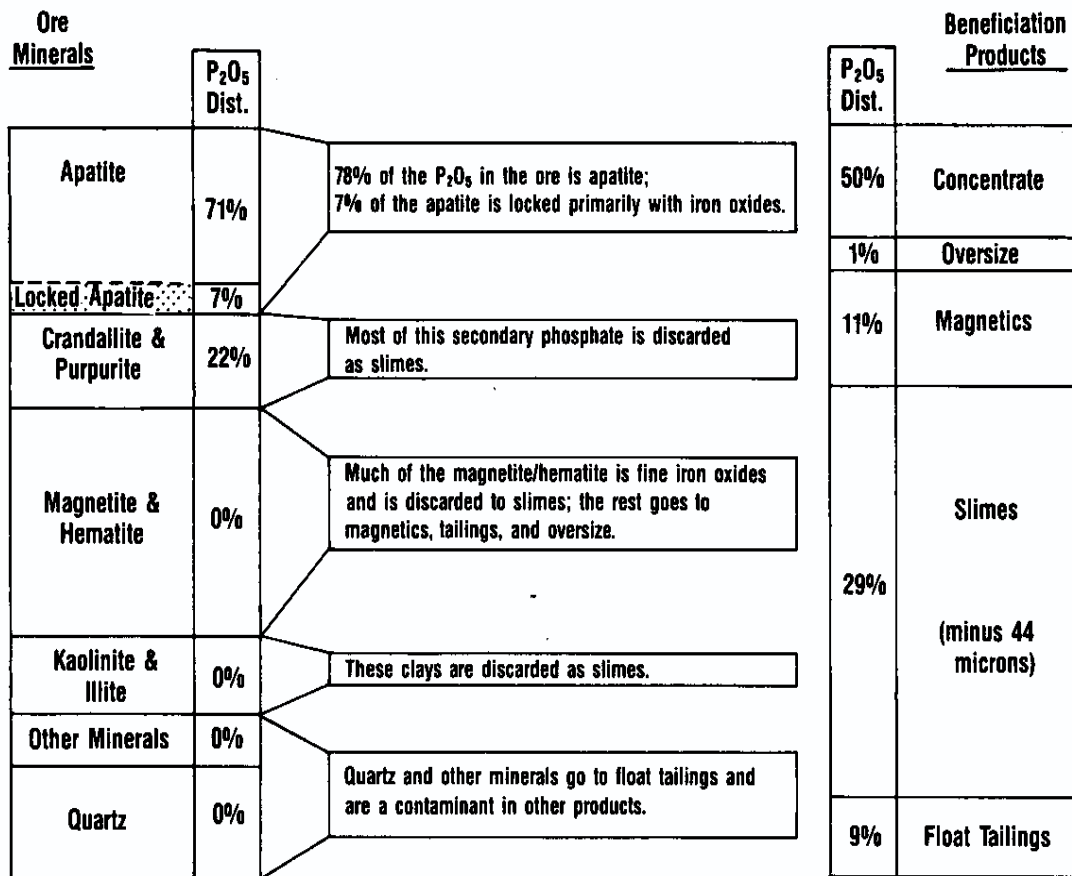 Ore
Minerals
P₂O₅
Dist.
Apatite
71%
Locked Apatite
7%
Crandallite &
Purpurite
22%
Magnetite &
Hematite
0%
Kaolinite &
Illite
0%
Other Minerals
0%
Quartz
0%
78% of the P₂O₅ in the ore is apatite;
7% of the apatite is locked primarily with iron oxides.
Most of this secondary phosphate is discarded
as slimes.
Much of the magnetite/hematite is fine iron oxides
and is discarded to slimes; the rest goes to
magnetics, tailings, and oversize.
These clays are discarded as slimes.
Quartz and other minerals go to float tailings and
are a contaminant in other products.
Beneficiation
Products
P₂O₅
Dist.
50%
Concentrate
1%
Oversize
11%
Magnetics
29%
Slimes
(minus 44
microns)
9%
Float Tailings